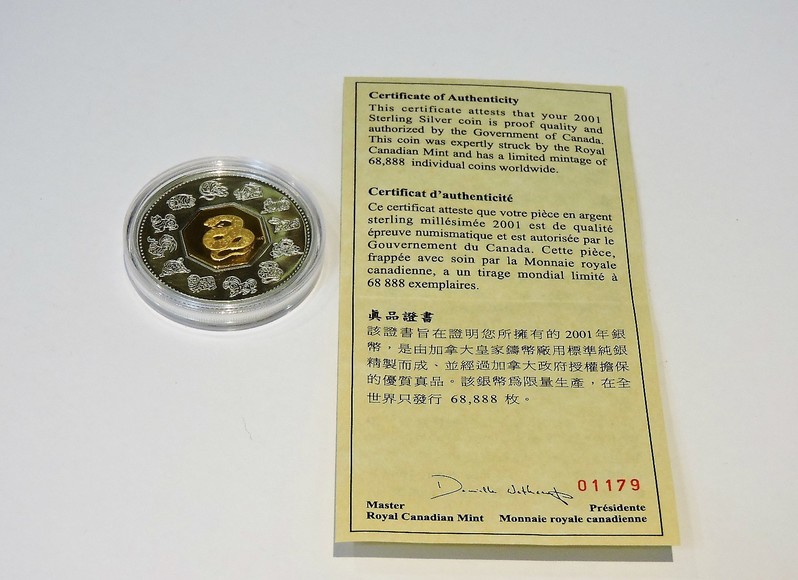 Certificate of Authenticity
This certificate attests that your 2001
Sterling Silver coin is proof quality and
authorized by the Government of Canada.
This coin was expertly struck by the Royal
Canadian Mint and has a limited mintage of
68,888 individual coins worldwide.
Certificat d'authenticité
Ce certificat atteste que votre pièce en argent
sterling millésimée 2001 est de qualité
épreuve numismatique et est autorisée par le
Gouvernement du Canada. Cette pièce,
frappée avec soin par la Monnaie royale
canadienne, a un tirage mondial limité à
68 888 exemplaires.
眞品證書
該證書旨在證明您所擁有的 2001 年銀
幣，是由加拿大皇家鑄幣廠用標準純銀
精製而成、並經過加拿大政府授權擔保
的優質真品。該銀幣爲限量生產，在全
世界只發行 68,888 枚。
01179
Master Présidente
Royal Canadian Mint Monnaie royale canadienne